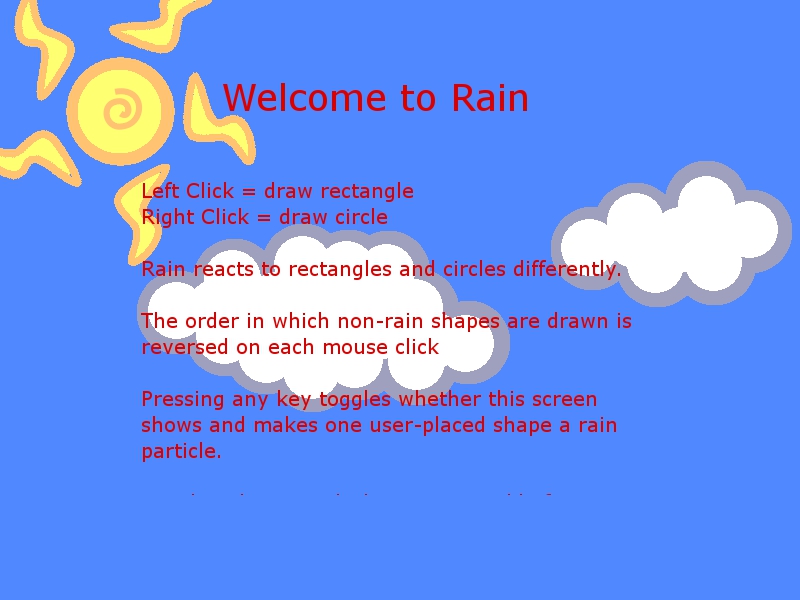 Welcome to Rain
Left Click = draw rectangle
Right Click = draw circle
Rain reacts to rectangles and circles differently.
The order in which non-rain shapes are drawn is
reversed on each mouse click
Pressing any key toggles whether this screen
shows and makes one user-placed shape a rain
particle.